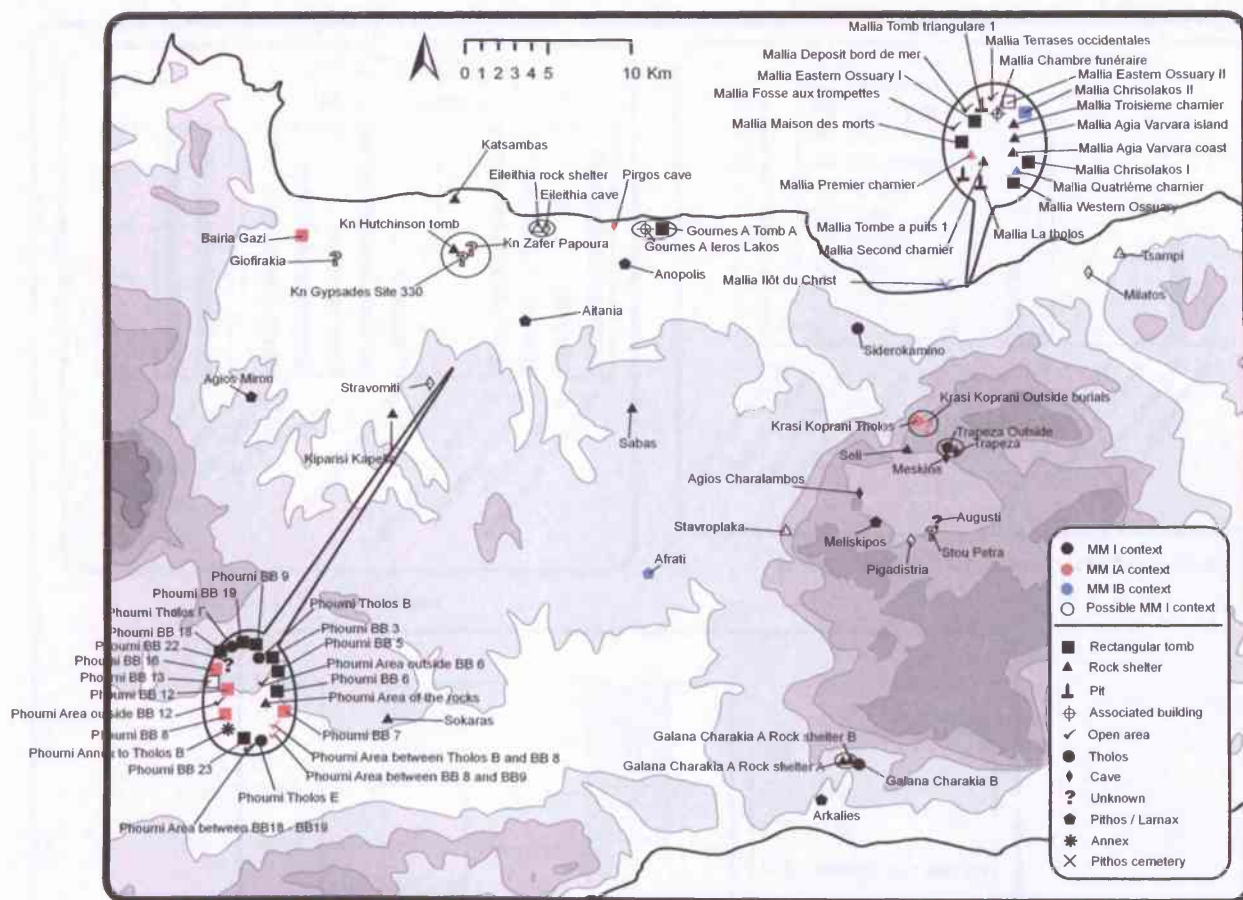 0 1 2 3 4 5 10 Km
Mallia Tomb triangulare 1
Mallia Terrases occidentales
Mallia Deposit bord de mer
Mallia Chambre funéraire
Mallia Eastern Ossuary I
Mallia Eastern Ossuary II
Mallia Fosse aux trompettes
Mallia Chrisolakos II
Mallia Troisieme charnier
Mallia Maison des morts
Mallia Agia Varvara island
Mallia Agia Varvara coast
Mallia Chrisolakos I
Mallia Premier charnier
Mallia Quatriéme charnier
Mallia Western Ossuary
Mallia Tombe a puits 1
Mallia La tholos
Mallia Second charnier
Mallia Ilôt du Christ
Katsambas
Eileithia rock shelter
Pirgos cave
Eileithia cave
Kn Hutchinson tomb
Kn Zafer Papoura
Gournes A Tomb A
Gournes A Ieros Lakos
Bairia Gazi
Giofirakia
Kn Gypsades Site 330
Anopolis
Tsampi
Milatos
Aitania
Siderokamino
Agios Miron
Stravomiti
Krasi Koprani Outside burials
Krasi Koprani Tholos
Trapeza Outside
Trapeza
Sabas
Seli
Meskine
Kiparisi Kapelo
Agios Charalambos
Stavroplaka
Meliskipos
Augusti
Stou Petra
Pigadistria
Afrati
Phourni BB 9
Phourni BB 19
Phourni Tholos B
Phourni Tholos Γ
Phourni BB 3
Phourni BB 18
Phourni BB 5
Phourni BB 22
Phourni Area outside BB 6
Phourni BB 16
Phourni BB 6
Phourni BB 13
Phourni Area of the rocks
Phourni BB 12
Phourni Area outside BB 12
Sokaras
Phourni BB 8
Phourni BB 7
Phourni Annex to Tholos B
Phourni Area between Tholos B and BB 8
Phourni BB 23
Phourni Area between BB 8 and BB9
Phourni Tholos E
Phourni Area between BB18 - BB19
Galana Charakia A Rock shelter B
Galana Charakia A Rock shelter A
Galana Charakia B
Arkalies
MM I context
MM IA context
MM IB context
Possible MM I context
Rectangular tomb
Rock shelter
Pit
Associated building
Open area
Tholos
Cave
? Unknown
Pithos / Larnax
Annex
Pithos cemetery